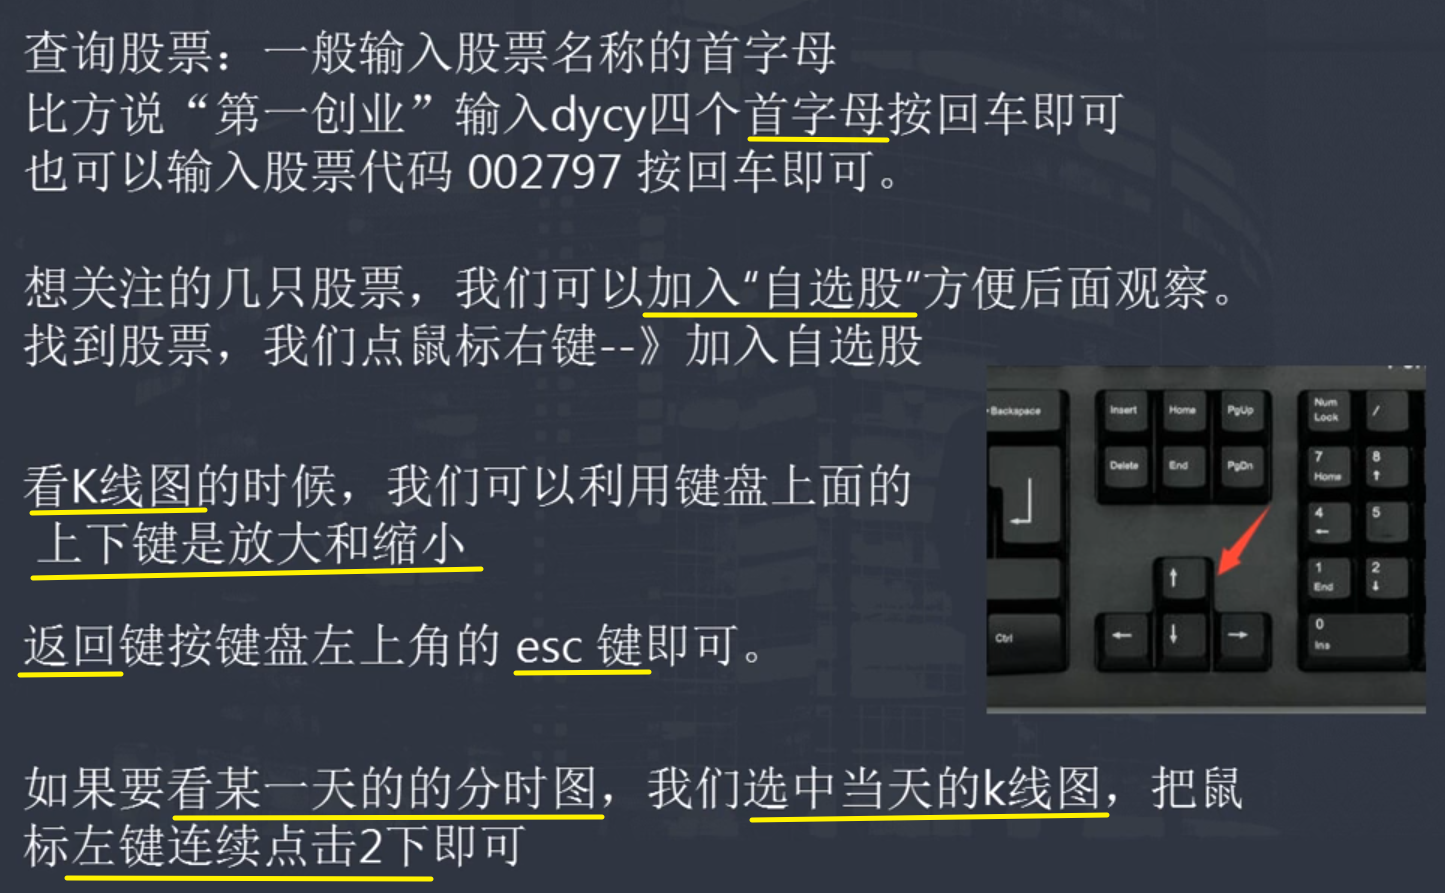 查询股票：一般输入股票名称的首字母
比方说“第一创业”输入dycy四个首字母按回车即可
也可以输入股票代码 002797 按回车即可。
想关注的几只股票，我们可以加入“自选股”方便后面观察。
找到股票，我们点鼠标右键--》加入自选股
看K线图的时候，我们可以利用键盘上面的
上下键是放大和缩小
返回键按键盘左上角的 esc 键即可。
如果要看某一天的的分时图，我们选中当天的k线图，把鼠
标左键连续点击2下即可
Backspace Insert Home PgUp Num Lock /
Delete End PgDn 7 Home 8 ↑
4 ← 5
↑ 1 End 2 ↓
Ctrl ← ↓ → 0 Ins